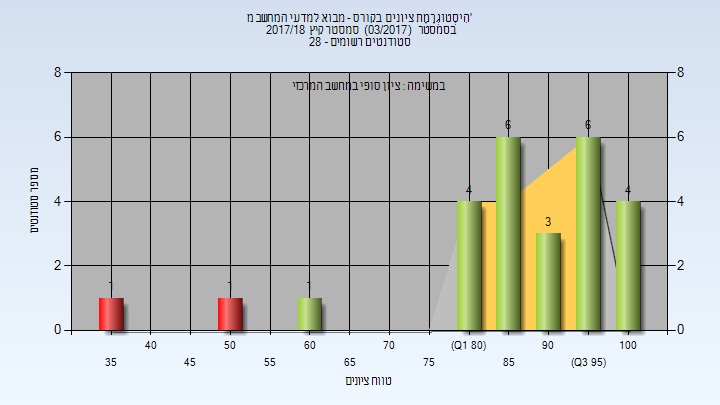 היסטוגרמת ציונים בקורס - מבוא למדעי המחשב מ'
בסמסטר (03/2017) סמסטר קיץ 2017/18
סטודנטים רשומים - 28
במשימה : ציון סופי במחשב המרכזי
8 8
6 6
4 4
2 2
0 0
1 1 1 4 6 3 6 4
מספר סטודנטים
40 50 60 70 (Q1 80) 90 100
35 45 55 65 75 85 (Q3 95)
טווח ציונים